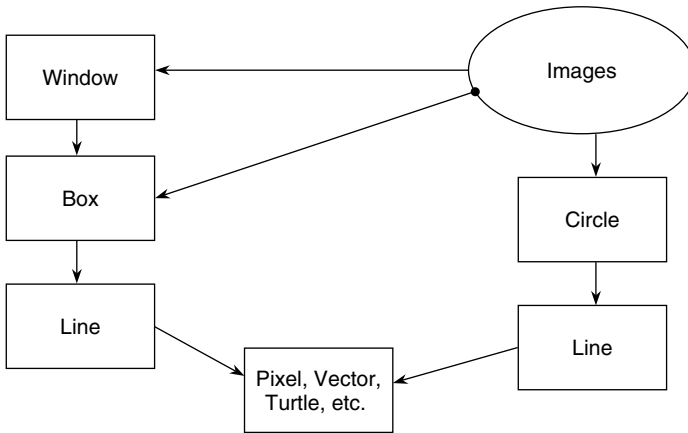 Window
Images
Box
Circle
Line
Line
Pixel, Vector,
Turtle, etc.